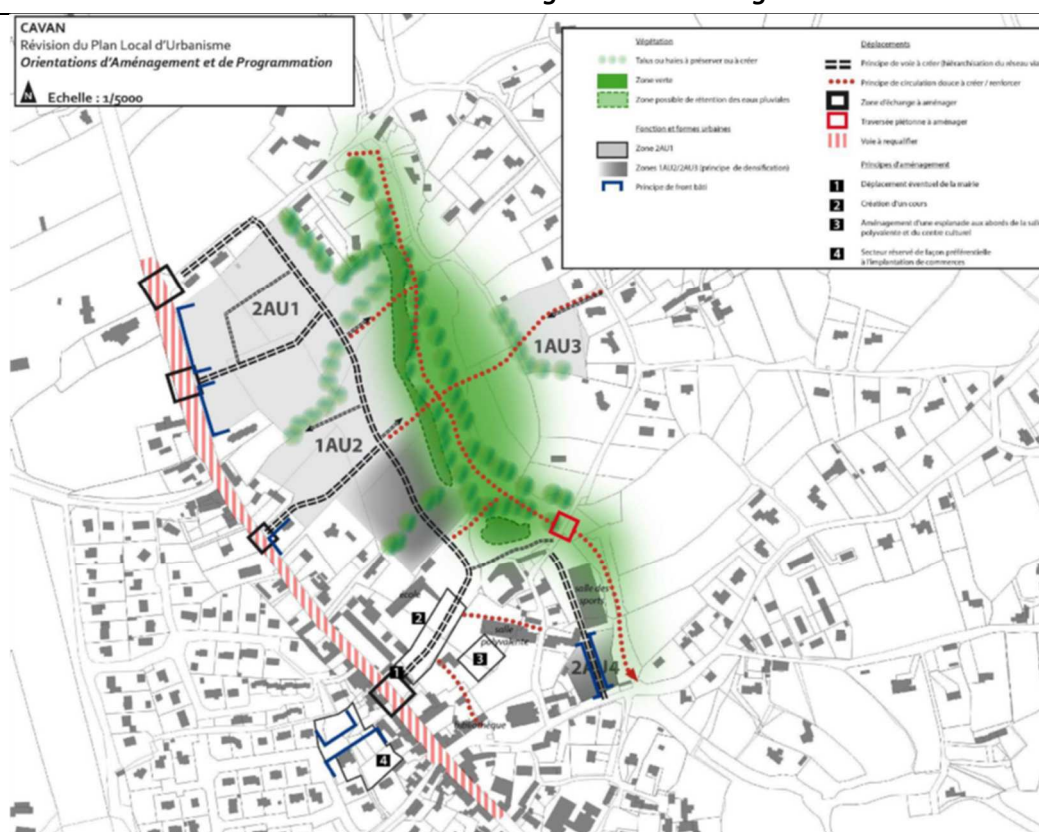 CAVAN
Révision du Plan Local d'Urbanisme
Orientations d'Aménagement et de Programmation
N
Echelle : 1/5000
Végétation
Talus ou haies à préserver ou à créer
Zone verte
Zone possible de rétention des eaux pluviales
Fonction et formes urbaines
Zone 2AU1
Zones 1AU2/2AU3 (principe de densification)
Principe de front bâti
Déplacements
Principe de voie à créer (hiérarchisation du réseau
Principe de circulation douce à créer / renforcer
Zone d'échange à aménager
Traversée piétonne à aménager
Voie à requalifier
Principes d'aménagement
1 Déplacement éventuel de la mairie
2 Création d'un cours
3 Aménagement d'une esplanade aux abords de la
polyvalente et du centre culturel
4 Secteur réservé de façon préférentielle
à l'implantation de commerces
2AU1
1AU3
1AU2
école
salle des
sports
2
salle
polyvalente
3
2AU4
1
bibliothèque
4